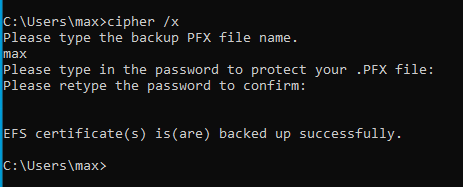 C:\Users\max>cipher /x
Please type the backup PFX file name.
max
Please type in the password to protect your .PFX file:
Please retype the password to confirm:
EFS certificate(s) is(are) backed up successfully.
C:\Users\max>